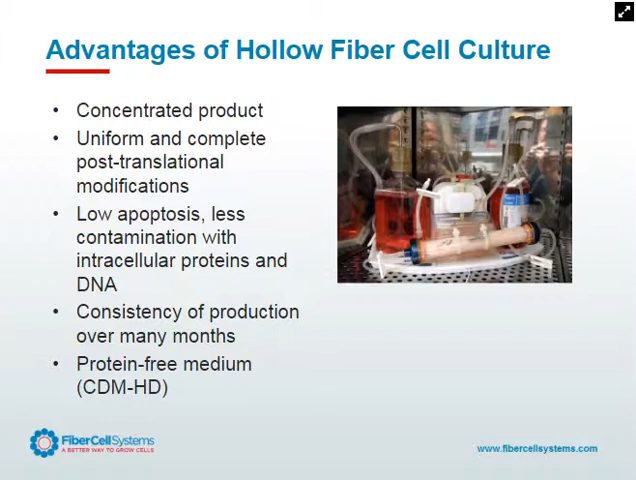 Advantages of Hollow Fiber Cell Culture
• Concentrated product
• Uniform and complete
post-translational
modifications
• Low apoptosis, less
contamination with
intracellular proteins and
DNA
• Consistency of production
over many months
• Protein-free medium
(CDM-HD)
FiberCellSystems
A BETTER WAY TO GROW CELLS
www.fibercellsystems.com